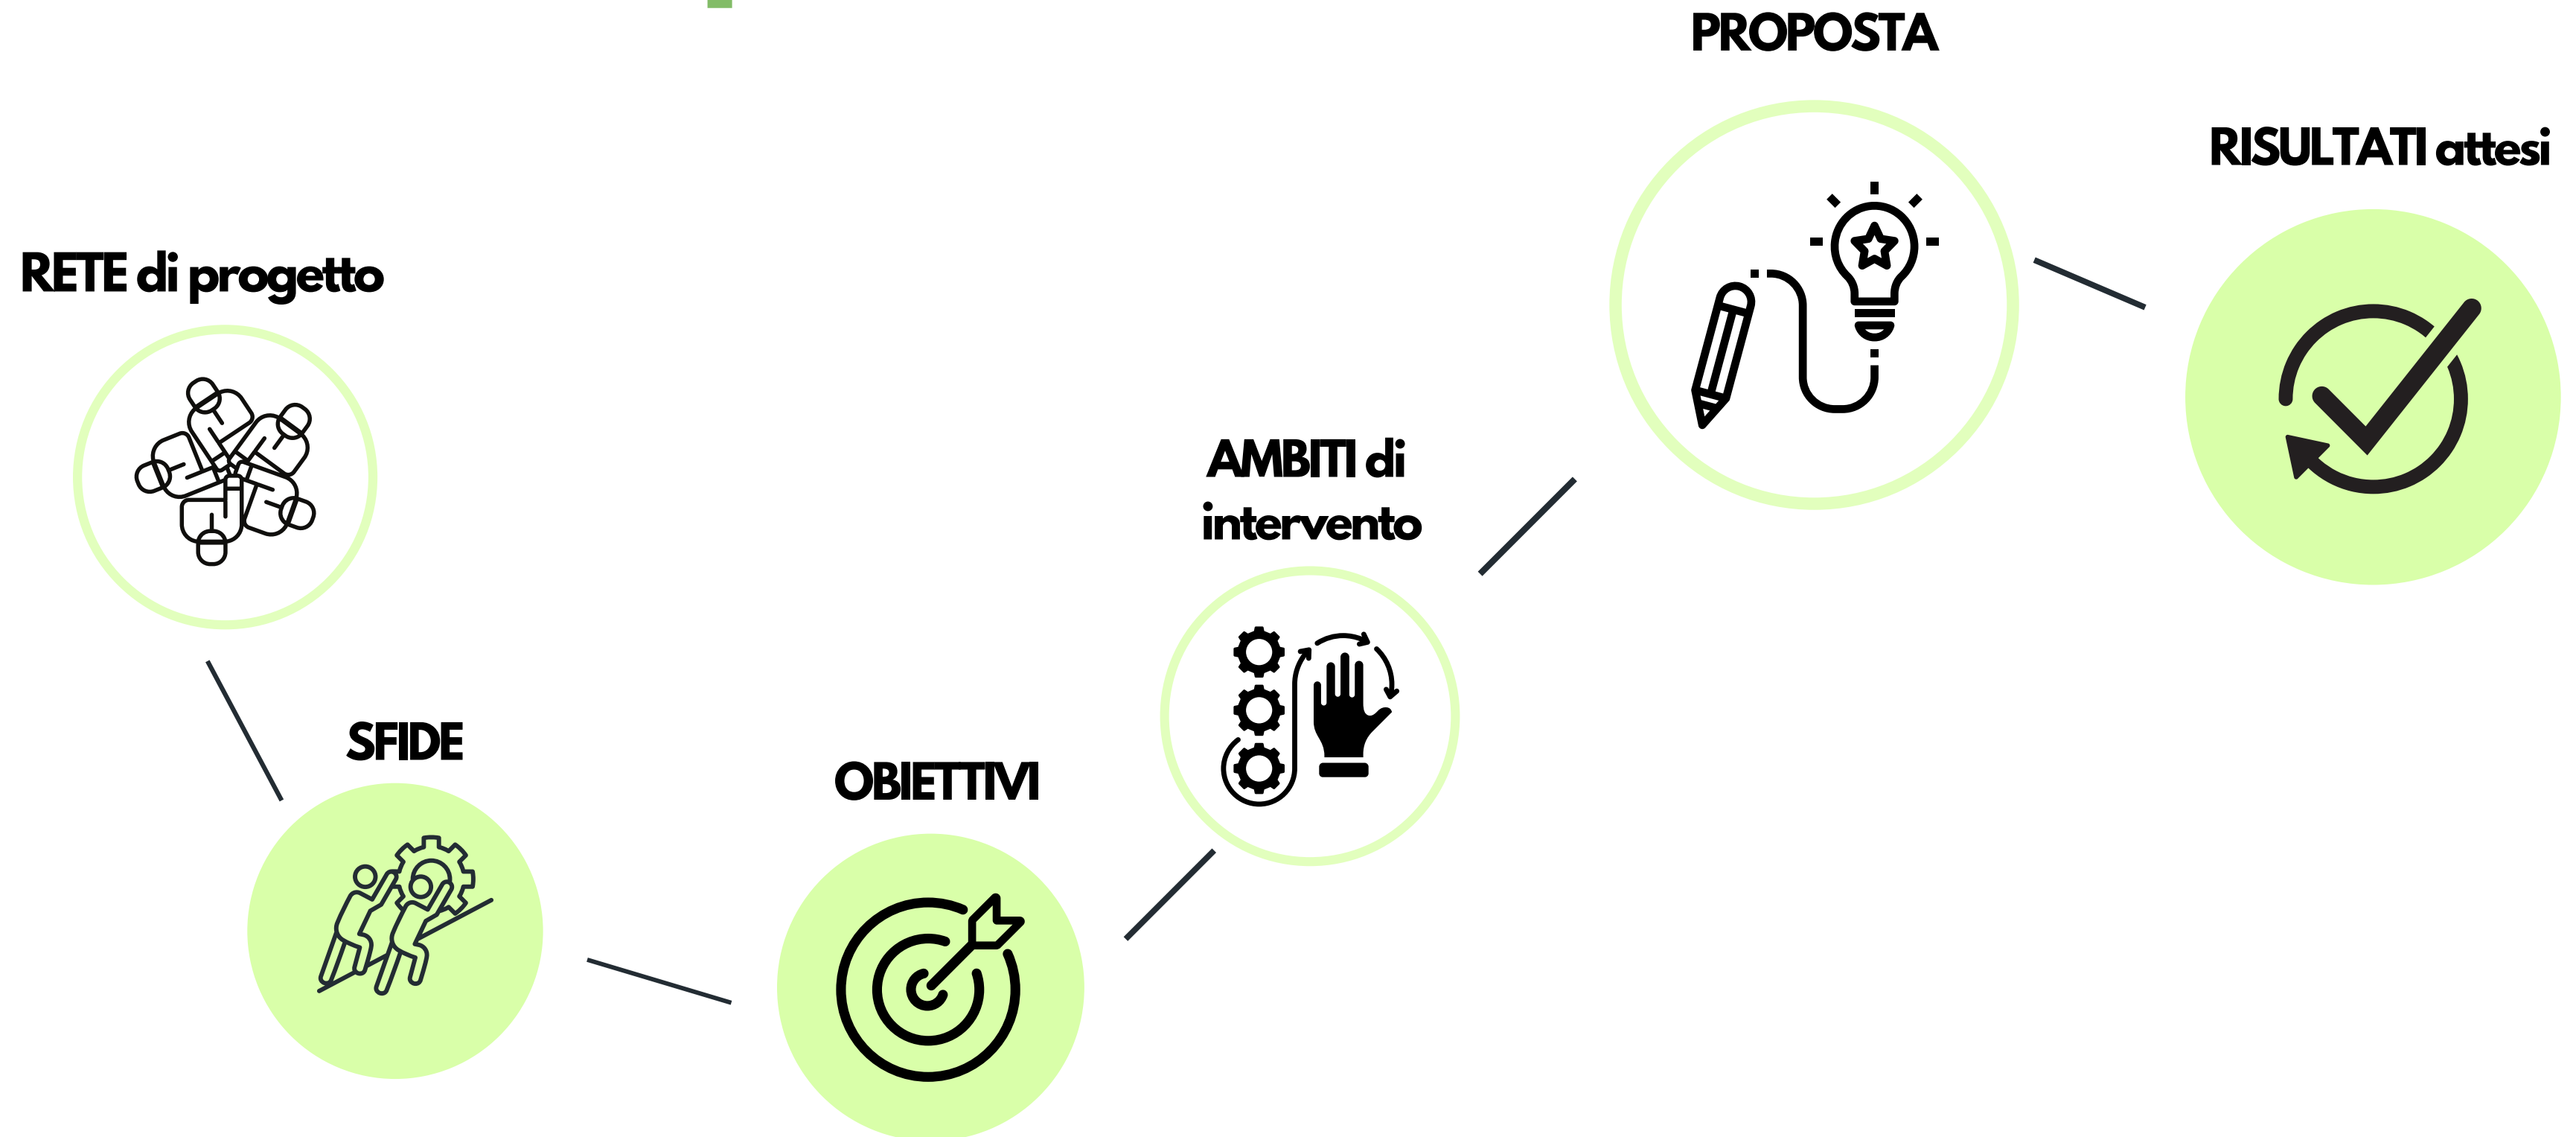 RETE di progetto
SFIDE
OBIETTIVI
AMBITI di
intervento
PROPOSTA
RISULTATI attesi